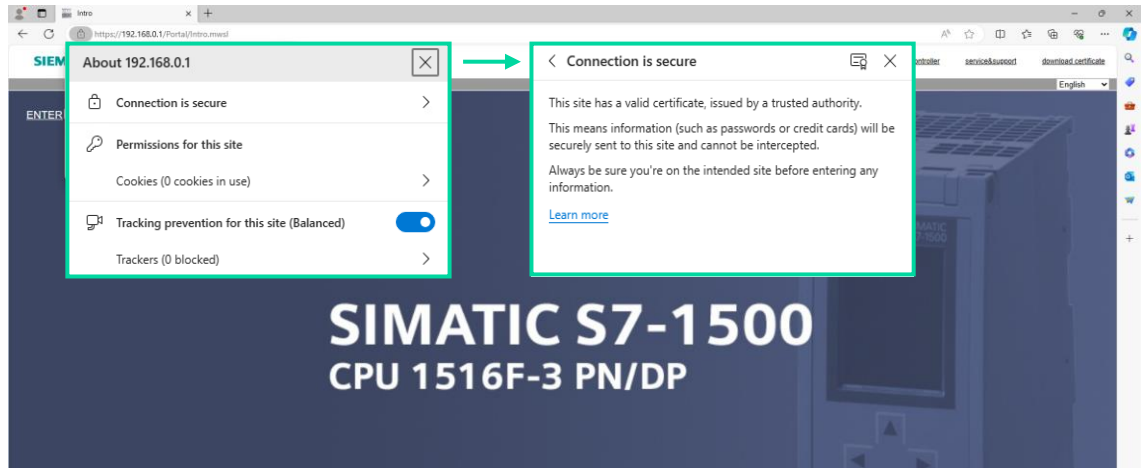 Intro
https://192.168.0.1/Portal/Intro.mwsl
SIEM
service&support
download certificate
English
ENTER
About 192.168.0.1
Connection is secure
Permissions for this site
Cookies (0 cookies in use)
Tracking prevention for this site (Balanced)
Trackers (0 blocked)
Connection is secure
This site has a valid certificate, issued by a trusted authority.
This means information (such as passwords or credit cards) will be
securely sent to this site and cannot be intercepted.
Always be sure you're on the intended site before entering any
information.
Learn more
SIMATIC
S7-1500
SIMATIC S7-1500
CPU 1516F-3 PN/DP